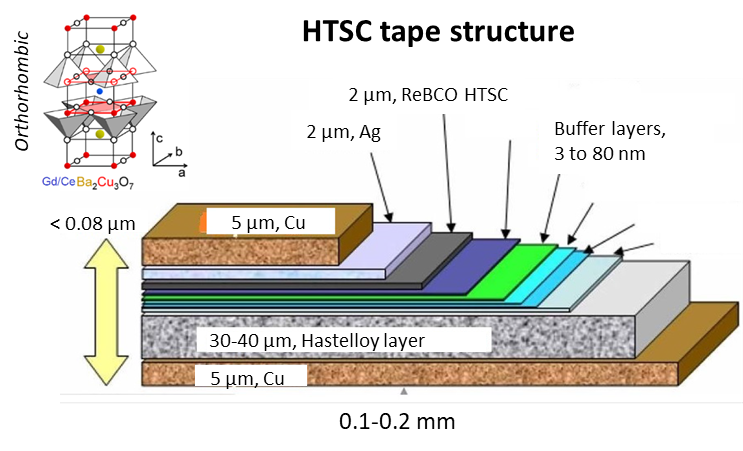 HTSC tape structure
Orthorhombic
c
b
a
Gd/CeBa₂Cu₃O₇
2 µm, ReBCO HTSC
2 µm, Ag
Buffer layers,
3 to 80 nm
< 0.08 µm
5 µm, Cu
30-40 µm, Hastelloy layer
5 µm, Cu
0.1-0.2 mm